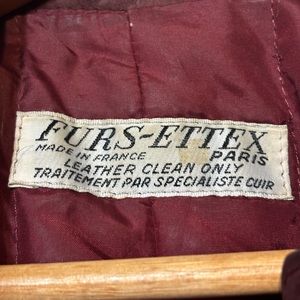 FURS-ETTEX
MADE IN FRANCE PARIS
LEATHER CLEAN ONLY
TRAITEMENT PAR SPECIALISTE CUIR